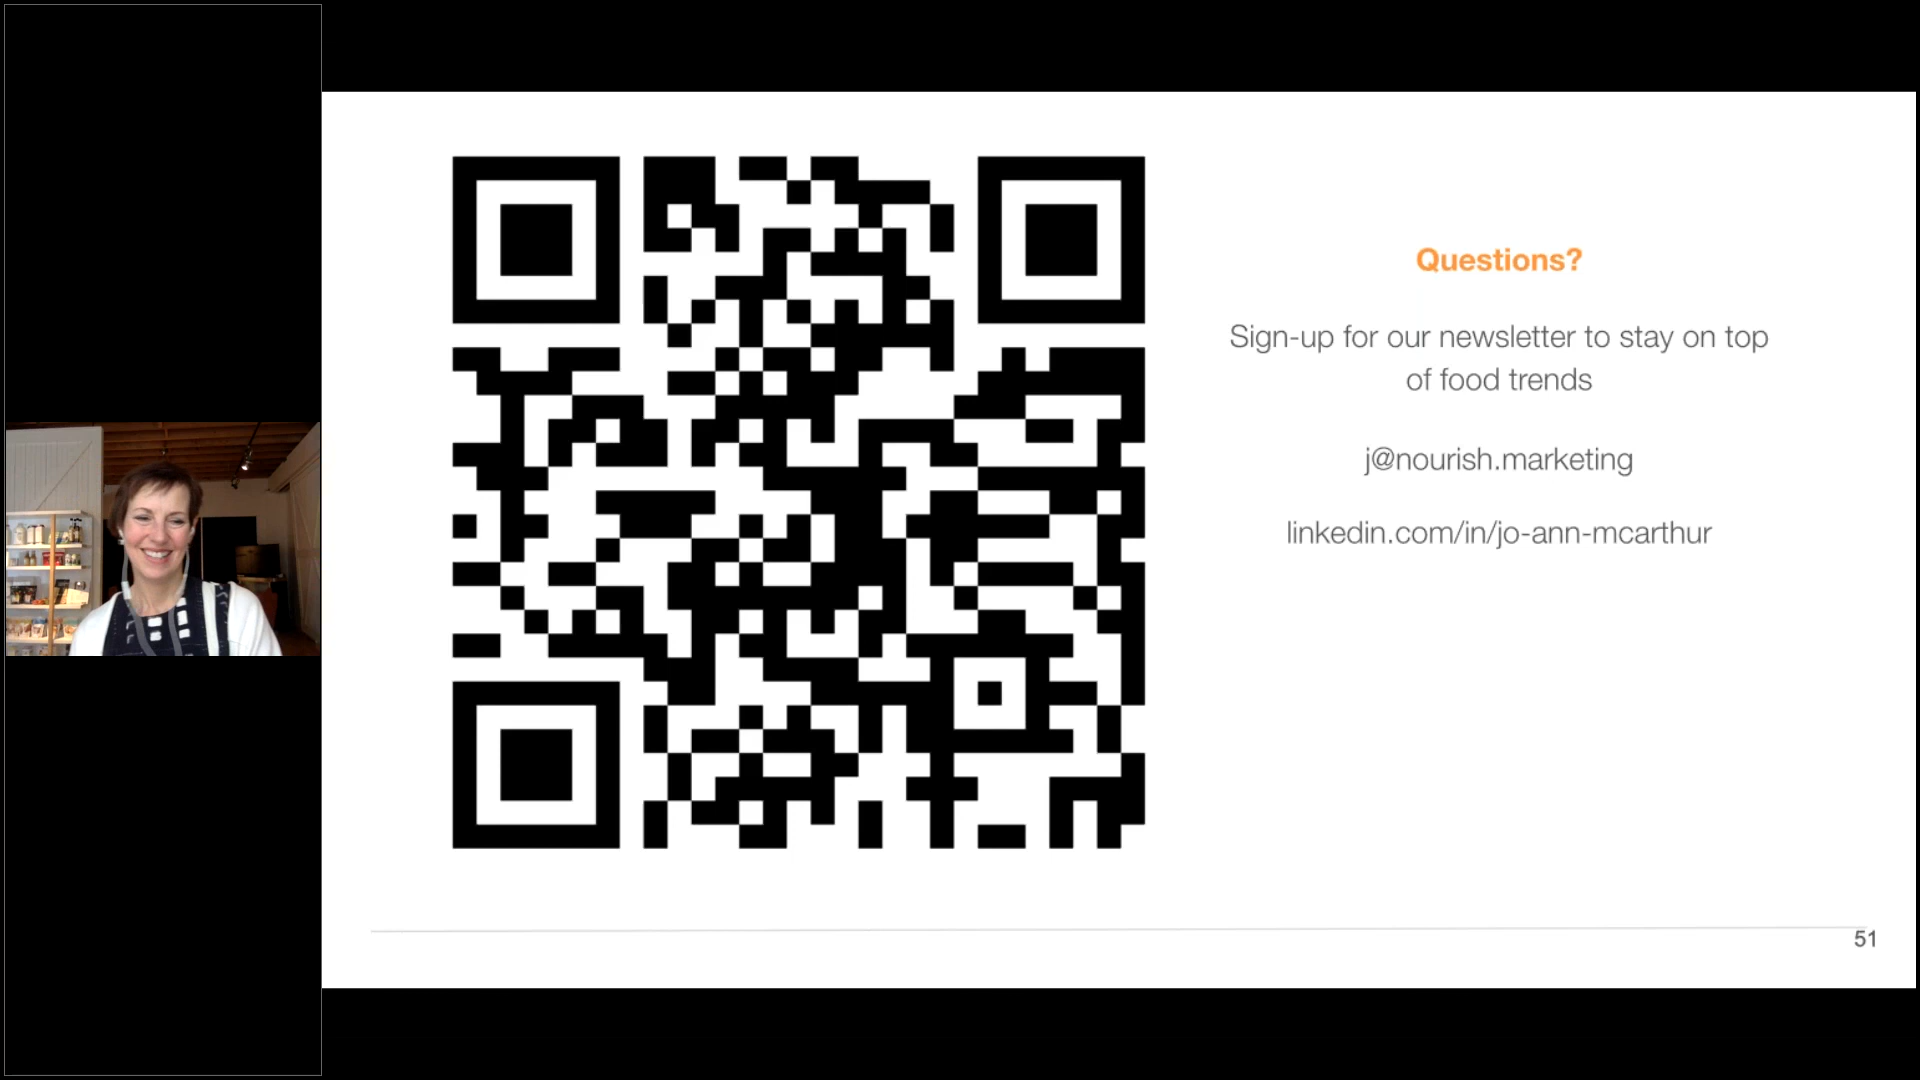 Questions?
Sign-up for our newsletter to stay on top
of food trends
j@nourish.marketing
linkedin.com/in/jo-ann-mcarthur
51